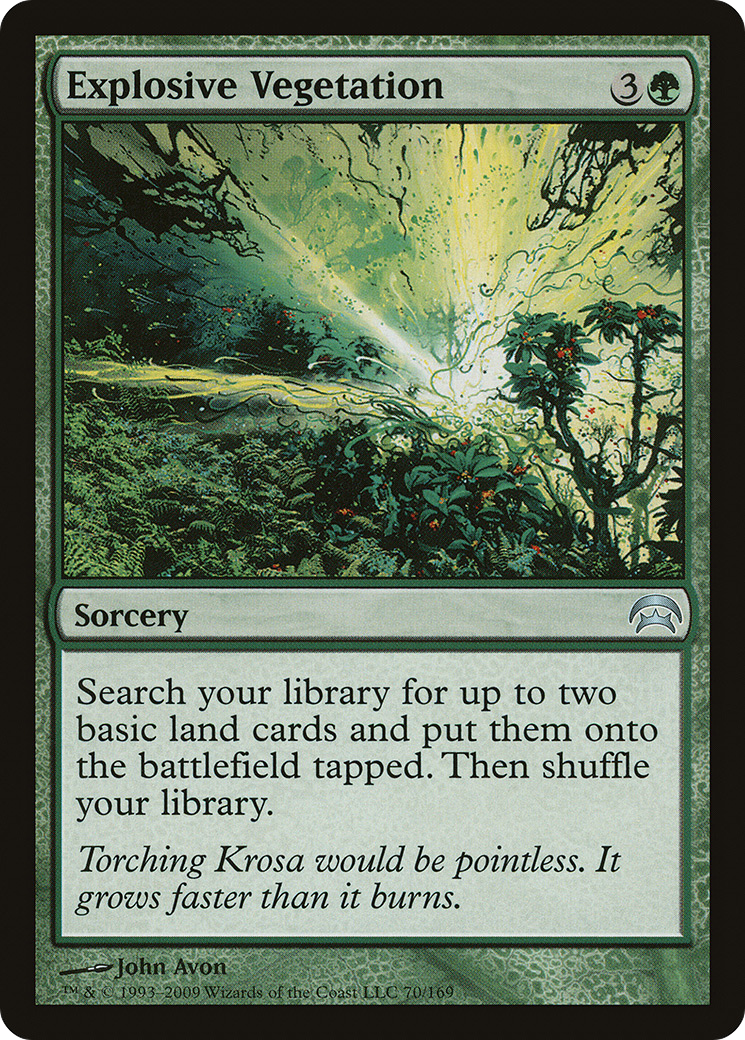 Explosive Vegetation 3
Sorcery
Search your library for up to two
basic land cards and put them onto
the battlefield tapped. Then shuffle
your library.
Torching Krosa would be pointless. It
grows faster than it burns.
John Avon
™ & © 1993–2009 Wizards of the Coast LLC 70/169